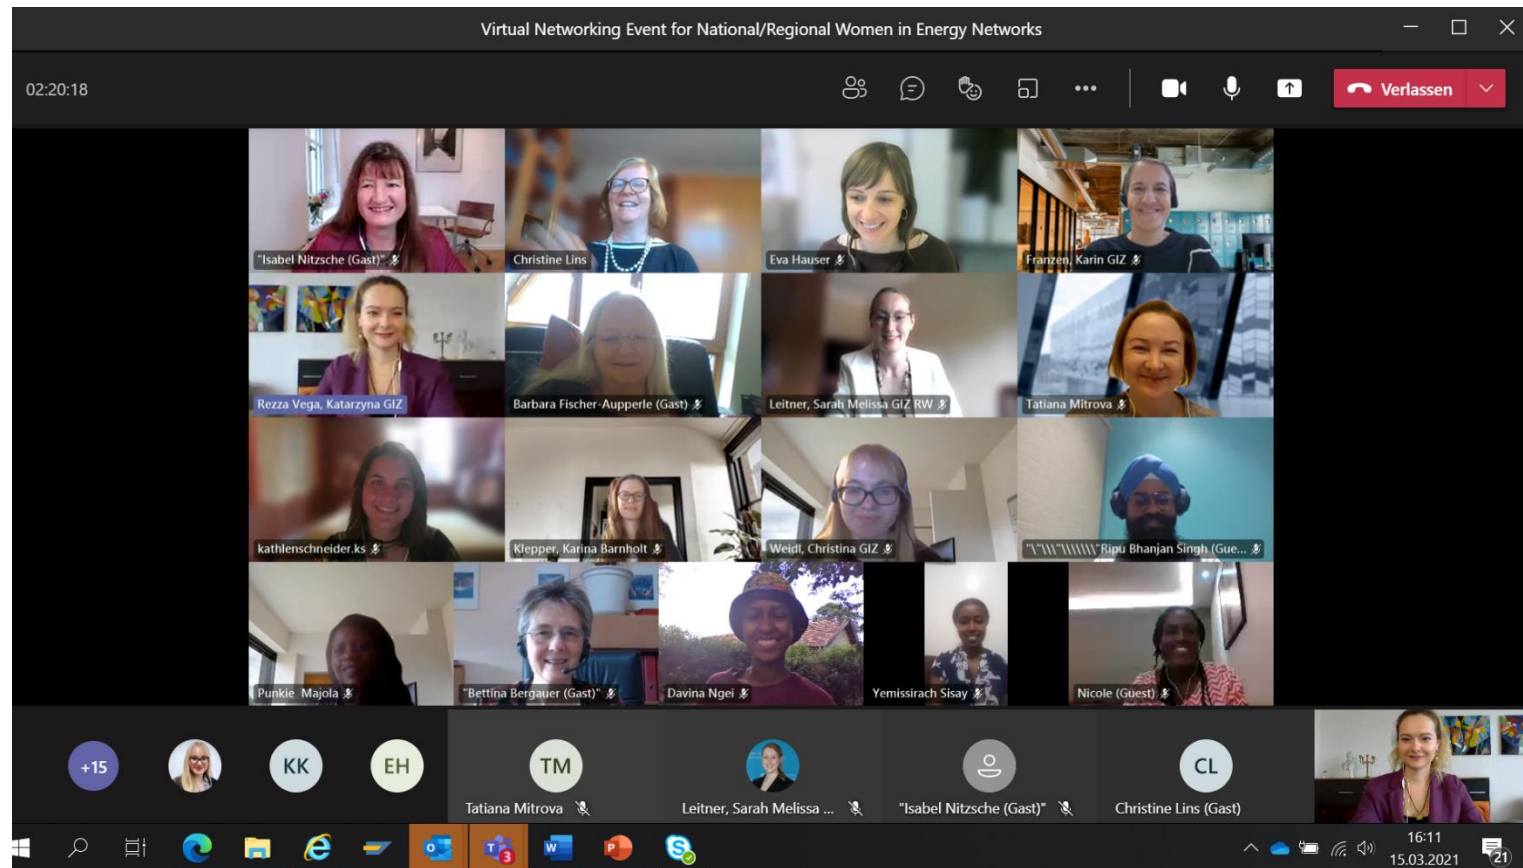 Virtual Networking Event for National/Regional Women in Energy Networks
02:20:18
Verlassen
"Isabel Nitzsche (Gast)"
Christine Lins
Eva Hauser
Franzen, Karin GIZ
Rezza Vega, Katarzyna GIZ
Barbara Fischer-Aupperle (Gast)
Leitner, Sarah Melissa GIZ RW
Tatiana Mitrova
kathlenschneider.ks
Klepper, Karina Barnholt
Weidl, Christina GIZ
"\"\\\"\\\\\\\"Ripu Bhanjan Singh (Gue...
Punkie Majola
"Bettina Bergauer (Gast)"
Davina Ngei
Yemissirach Sisay
Nicole (Guest)
+15
KK
EH
TM
CL
Tatiana Mitrova
Leitner, Sarah Melissa ...
"Isabel Nitzsche (Gast)"
Christine Lins (Gast)
3
16:11
15.03.2021
21